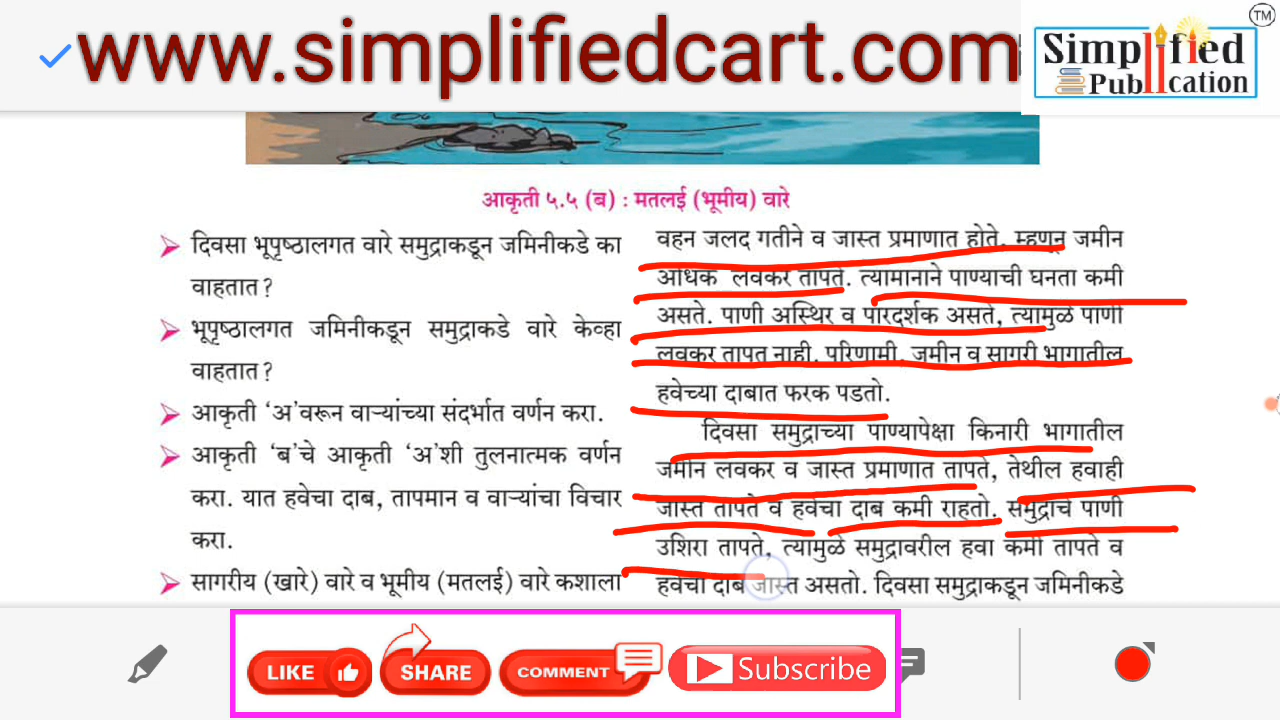 www.simplifiedcart.com
TM
Simplified
Publication
आकृती ५.५ (ब) : मतलई (भूमीय) वारे
दिवसा भूपृष्ठालगत वारे समुद्राकडून जमिनीकडे का
वाहतात ?
भूपृष्ठालगत जमिनीकडून समुद्राकडे वारे केव्हा
वाहतात ?
आकृती ‘अ’वरून वाऱ्यांच्या संदर्भात वर्णन करा.
आकृती ‘ब’चे आकृती ‘अ’शी तुलनात्मक वर्णन
करा. यात हवेचा दाब, तापमान व वाऱ्यांचा विचार
करा.
सागरीय (खारे) वारे व भूमीय (मतलई) वारे कशाला
वहन जलद गतीने व जास्त प्रमाणात होते. म्हणून जमीन
अधिक लवकर तापते. त्यामानाने पाण्याची घनता कमी
असते. पाणी अस्थिर व पारदर्शक असते, त्यामुळे पाणी
लवकर तापत नाही. परिणामी, जमीन व सागरी भागातील
हवेच्या दाबात फरक पडतो.
दिवसा समुद्राच्या पाण्यापेक्षा किनारी भागातील
जमीन लवकर व जास्त प्रमाणात तापते, तेथील हवाही
जास्त तापते व हवेचा दाब कमी राहतो. समुद्राचे पाणी
उशिरा तापते, त्यामुळे समुद्रावरील हवा कमी तापते व
हवेचा दाब जास्त असतो. दिवसा समुद्राकडून जमिनीकडे
LIKE
SHARE
COMMENT
Subscribe